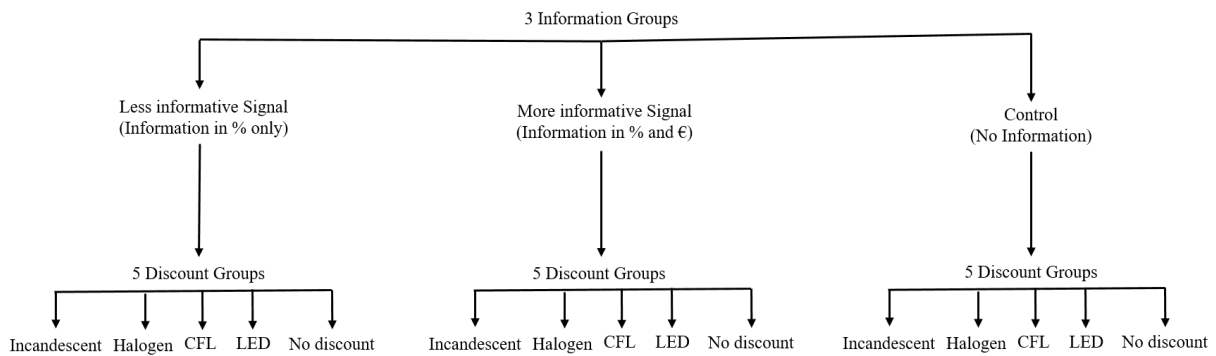 3 Information Groups
Less informative Signal
(Information in % only)
More informative Signal
(Information in % and €)
Control
(No Information)
5 Discount Groups
5 Discount Groups
5 Discount Groups
Incandescent Halogen CFL LED No discount
Incandescent Halogen CFL LED No discount
Incandescent Halogen CFL LED No discount